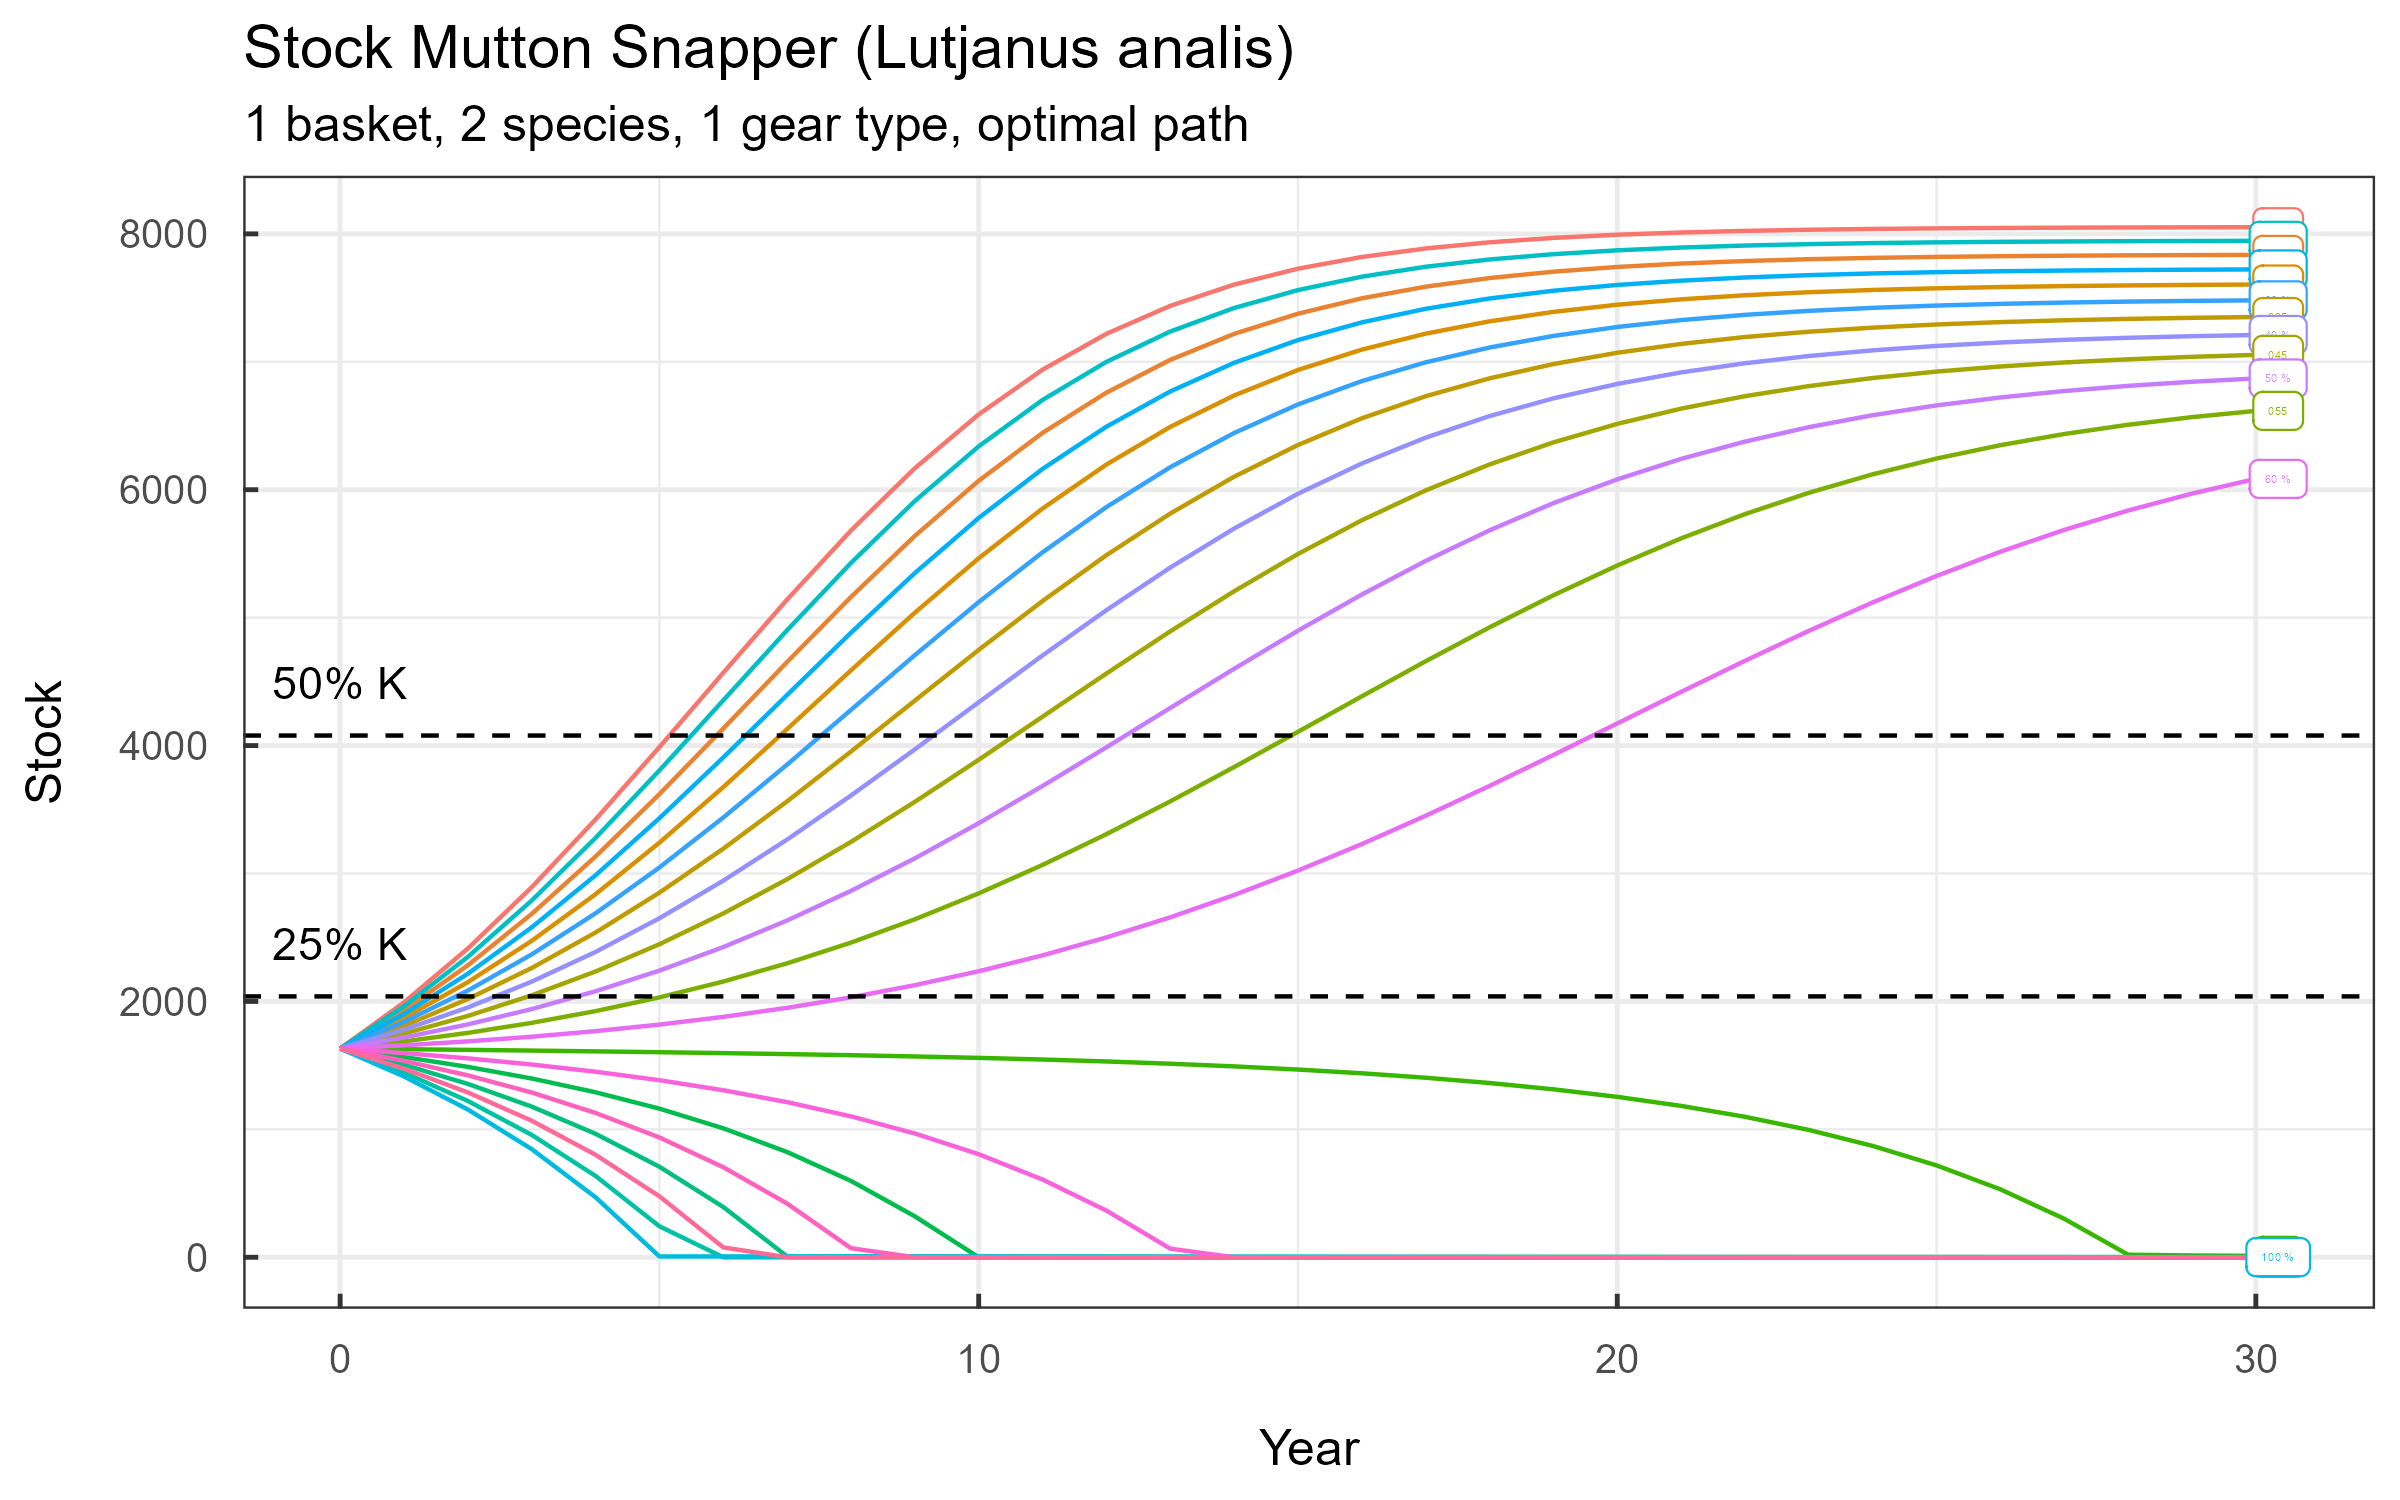 Stock Mutton Snapper (Lutjanus analis)
1 basket, 2 species, 1 gear type, optimal path
8000
6000
4000
2000
0
Stock
50% K
25% K
045
50 %
055
60 %
100 %
0
10
20
30
Year